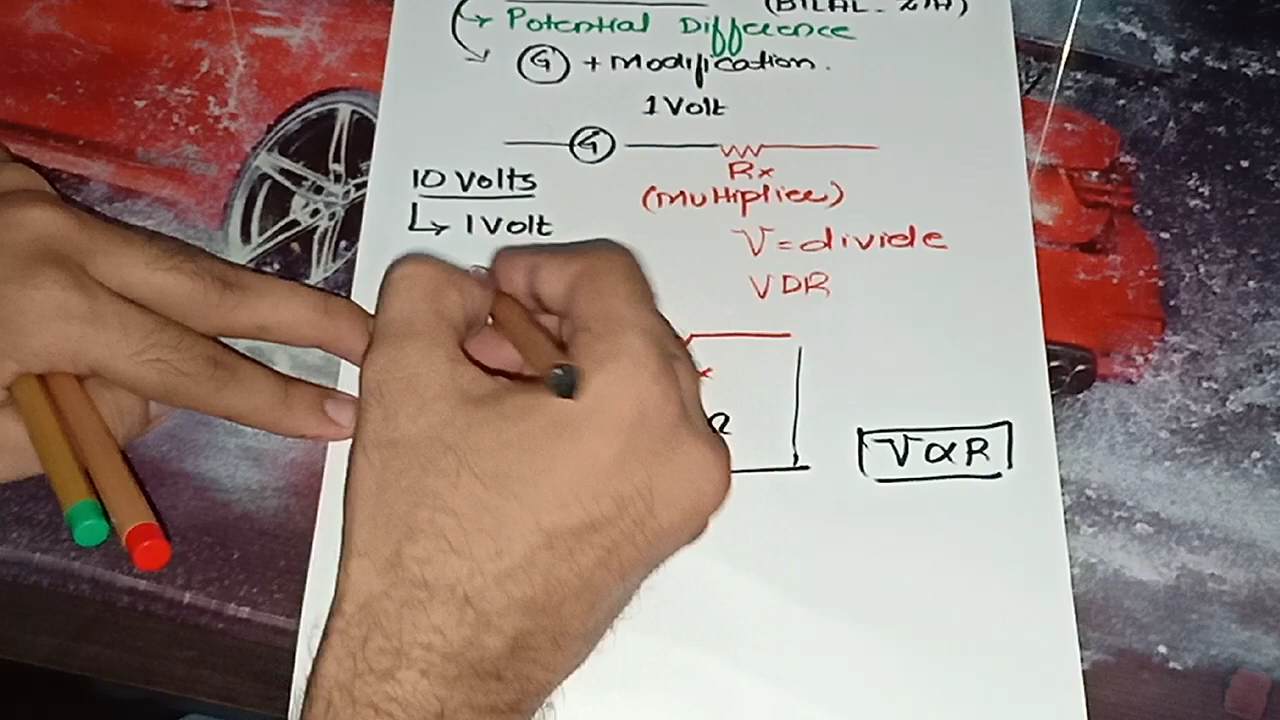 Potential Difference
G + Modification.
1 Volt
G
10 Volts
Rx
(Multiplier)
↳ 1 Volt
V = divide
VDR
V ∝ R